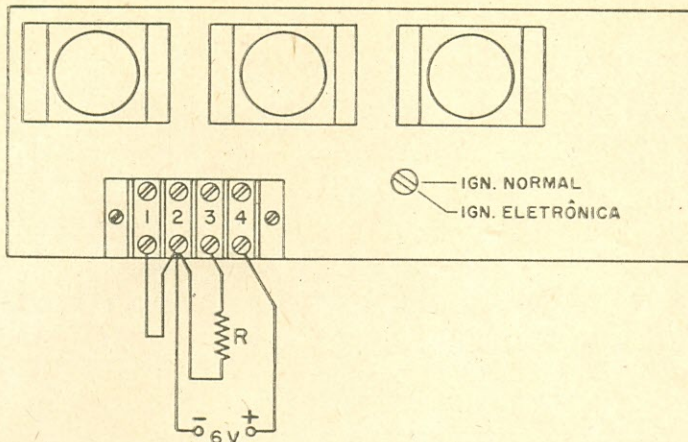 IGN. NORMAL
IGN. ELETRÔNICA
1 2 3 4
R
- +
6V